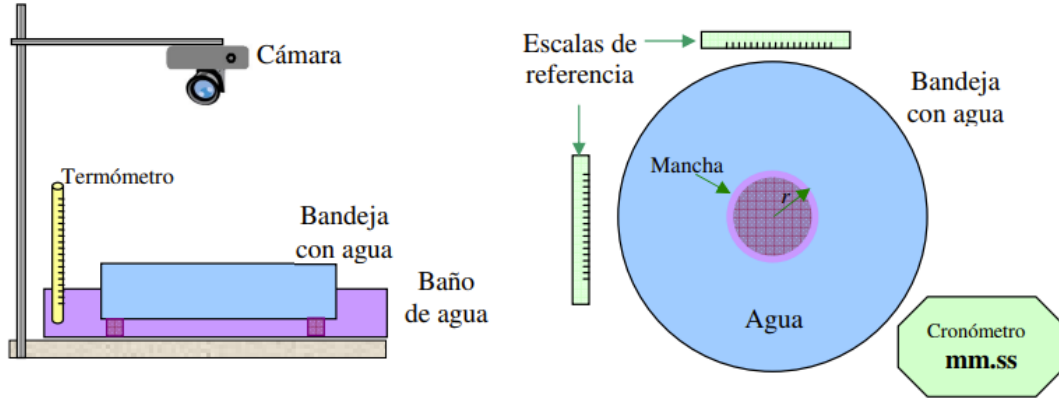 Cámara
Termómetro
Bandeja
con agua
Baño
de agua
Escalas de
referencia
Bandeja
con agua
Mancha
r
Agua
Cronómetro
mm.ss